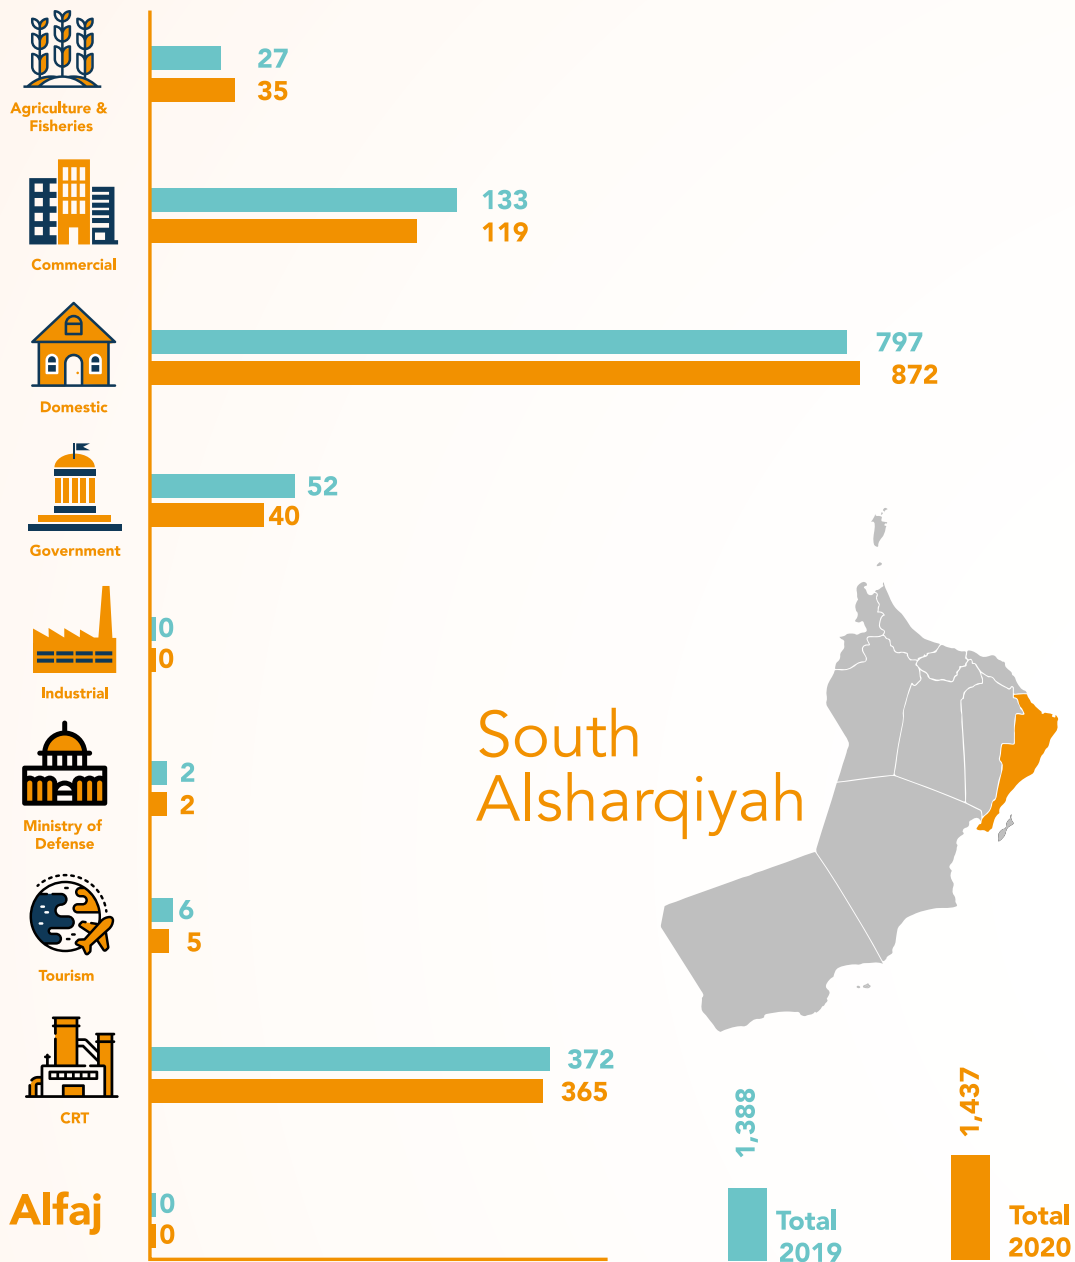 27
35
Agriculture &
Fisheries
133
119
Commercial
797
872
Domestic
52
40
Government
0
0
Industrial
2
2
Ministry of
Defense
6
5
Tourism
372
365
CRT
Alfaj
0
0
South
Alsharqiyah
1,388
Total
2019
1,437
Total
2020